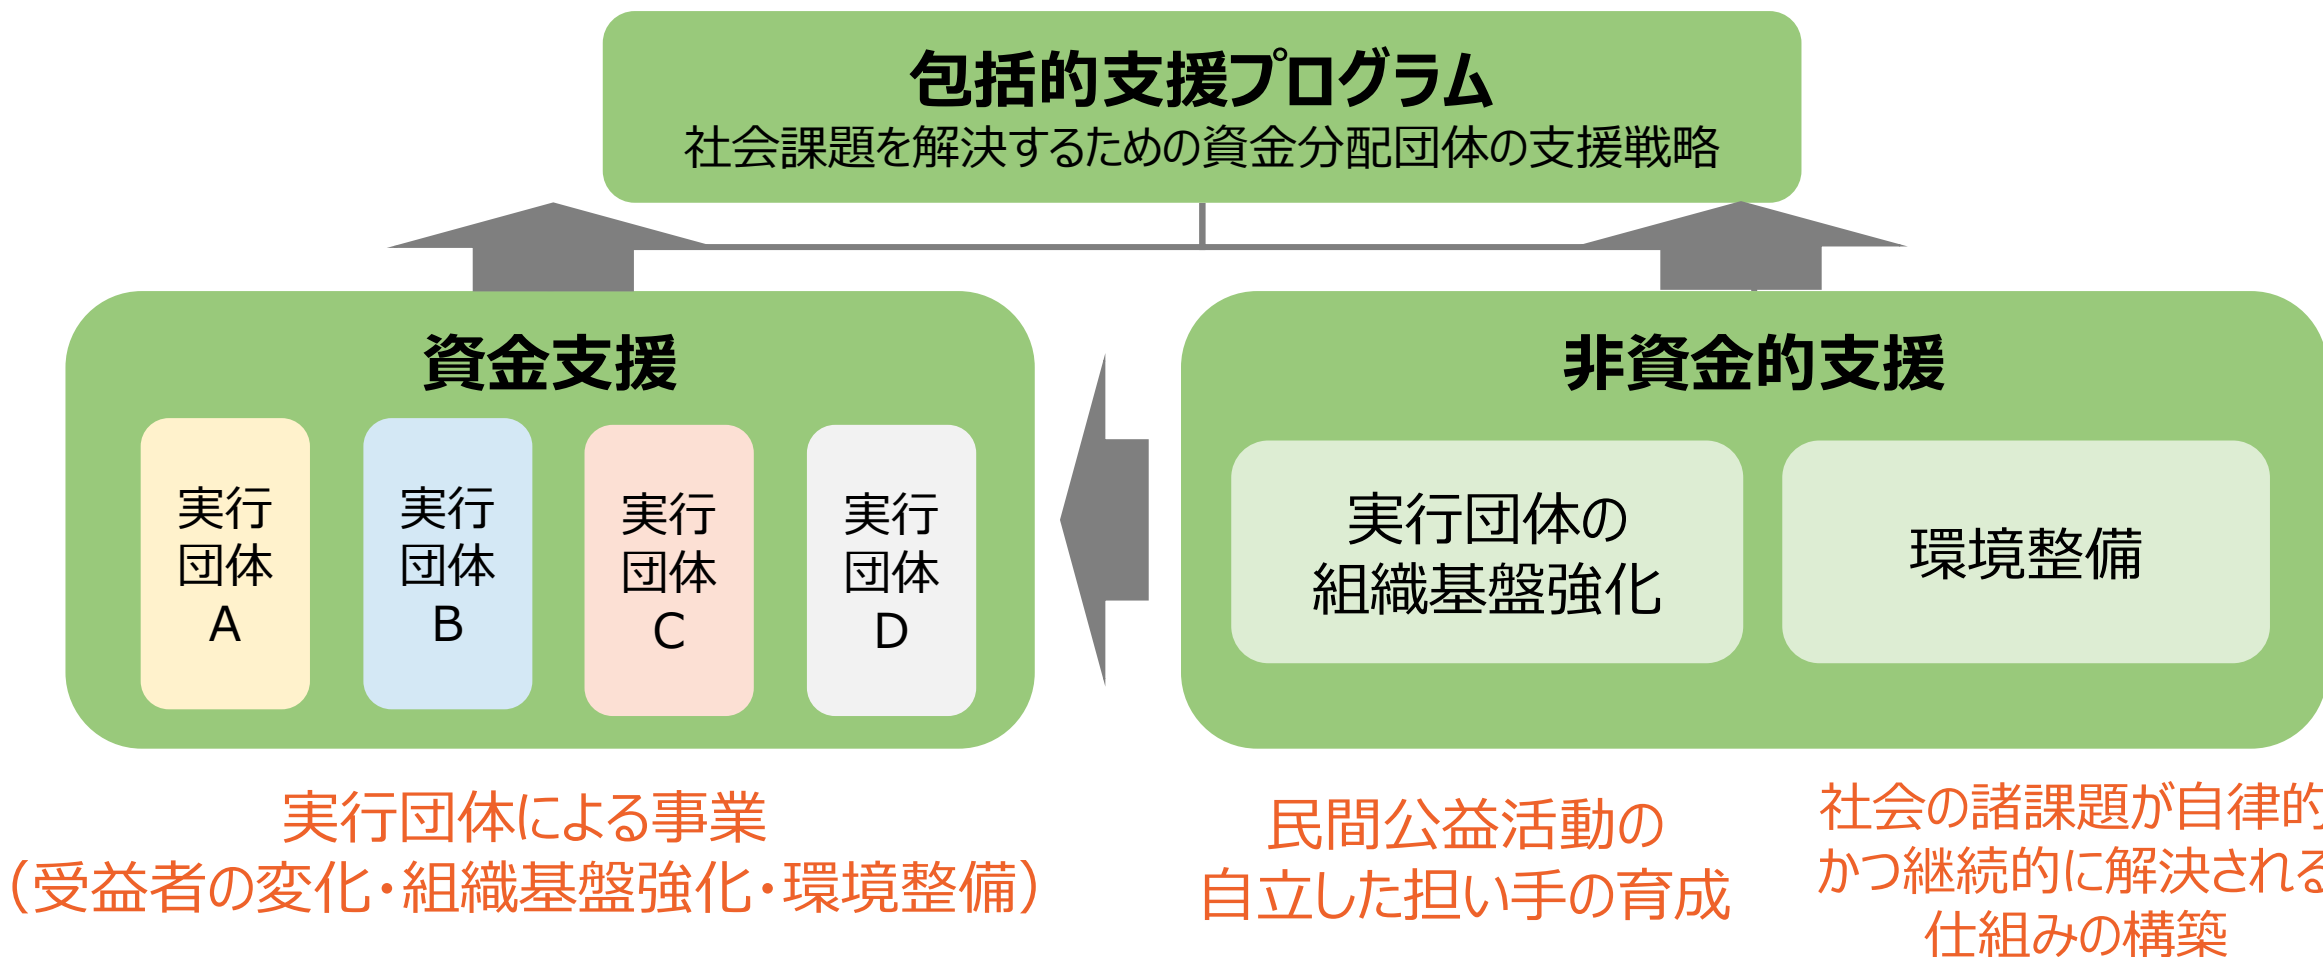 包括的支援プログラム
社会課題を解決するための資金分配団体の支援戦略
資金支援
実行
団体
A
実行
団体
B
実行
団体
C
実行
団体
D
非資金的支援
実行団体の
組織基盤強化
環境整備
実行団体による事業
（受益者の変化・組織基盤強化・環境整備）
民間公益活動の
自立した担い手の育成
社会の諸課題が自律的
かつ継続的に解決される
仕組みの構築